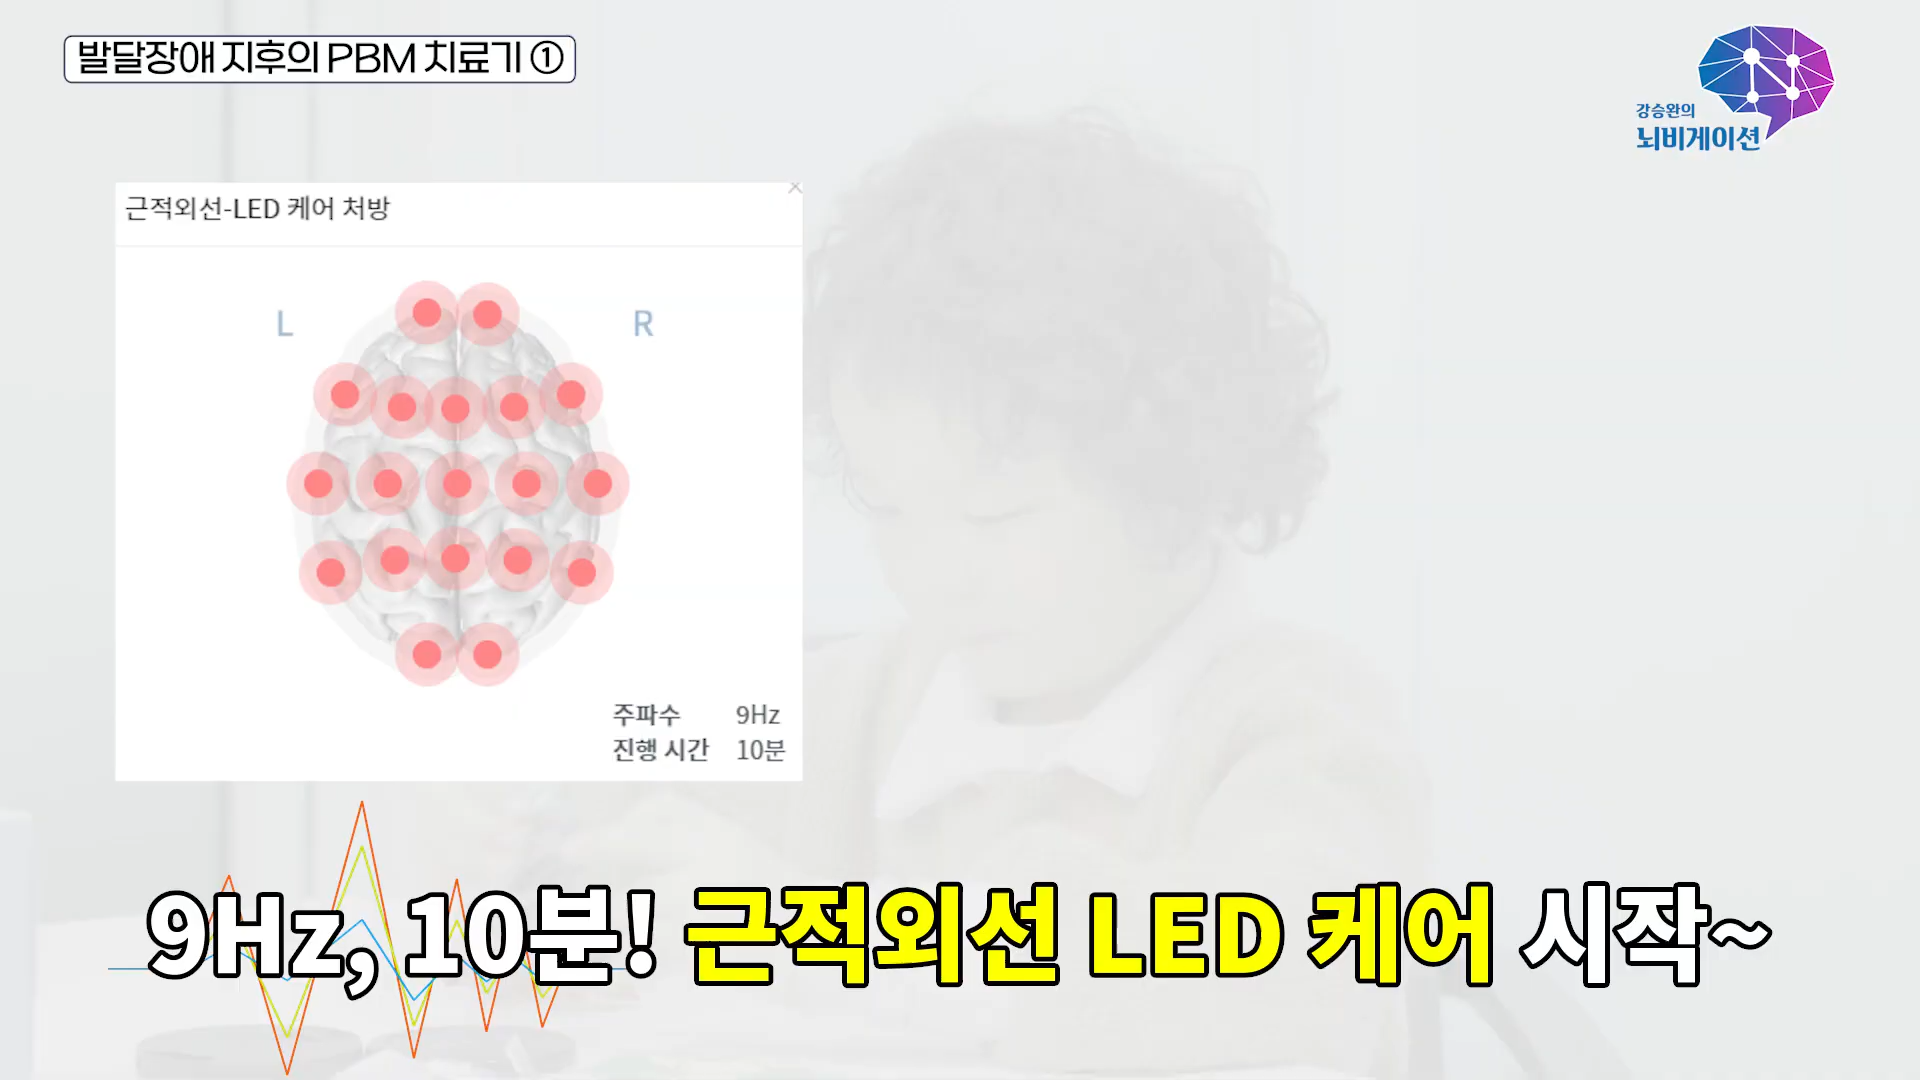 발달장애 지후의 PBM 치료기 ①
강승완의
뇌비게이션
근적외선-LED 케어 처방
L R
주파수 9Hz
진행 시간 10분
9Hz, 10분! 근적외선 LED 케어 시작~